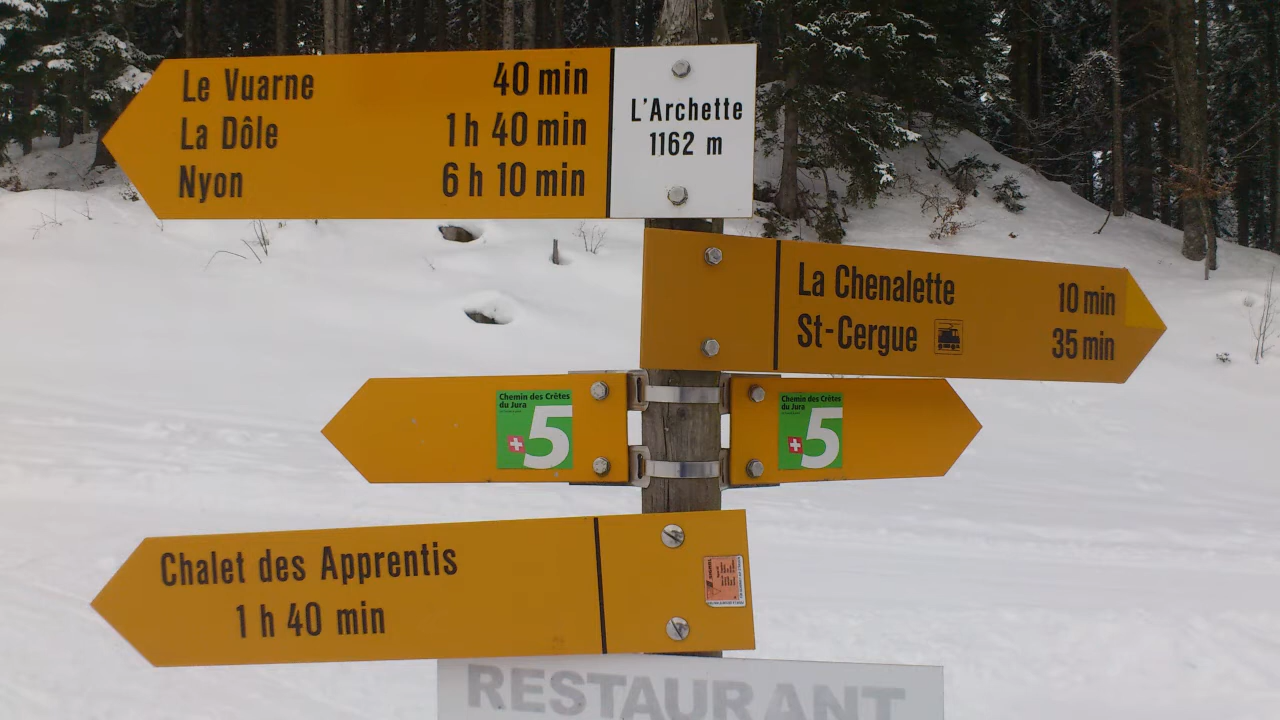 Le Vuarne 40 min
La Dôle 1 h 40 min
Nyon 6 h 10 min
L'Archette
1162 m
La Chenalette 10 min
St-Cergue 35 min
Chemin des Crêtes
du Jura
5
Chemin des Crêtes
du Jura
5
Chalet des Apprentis
1 h 40 min
RESTAURANT